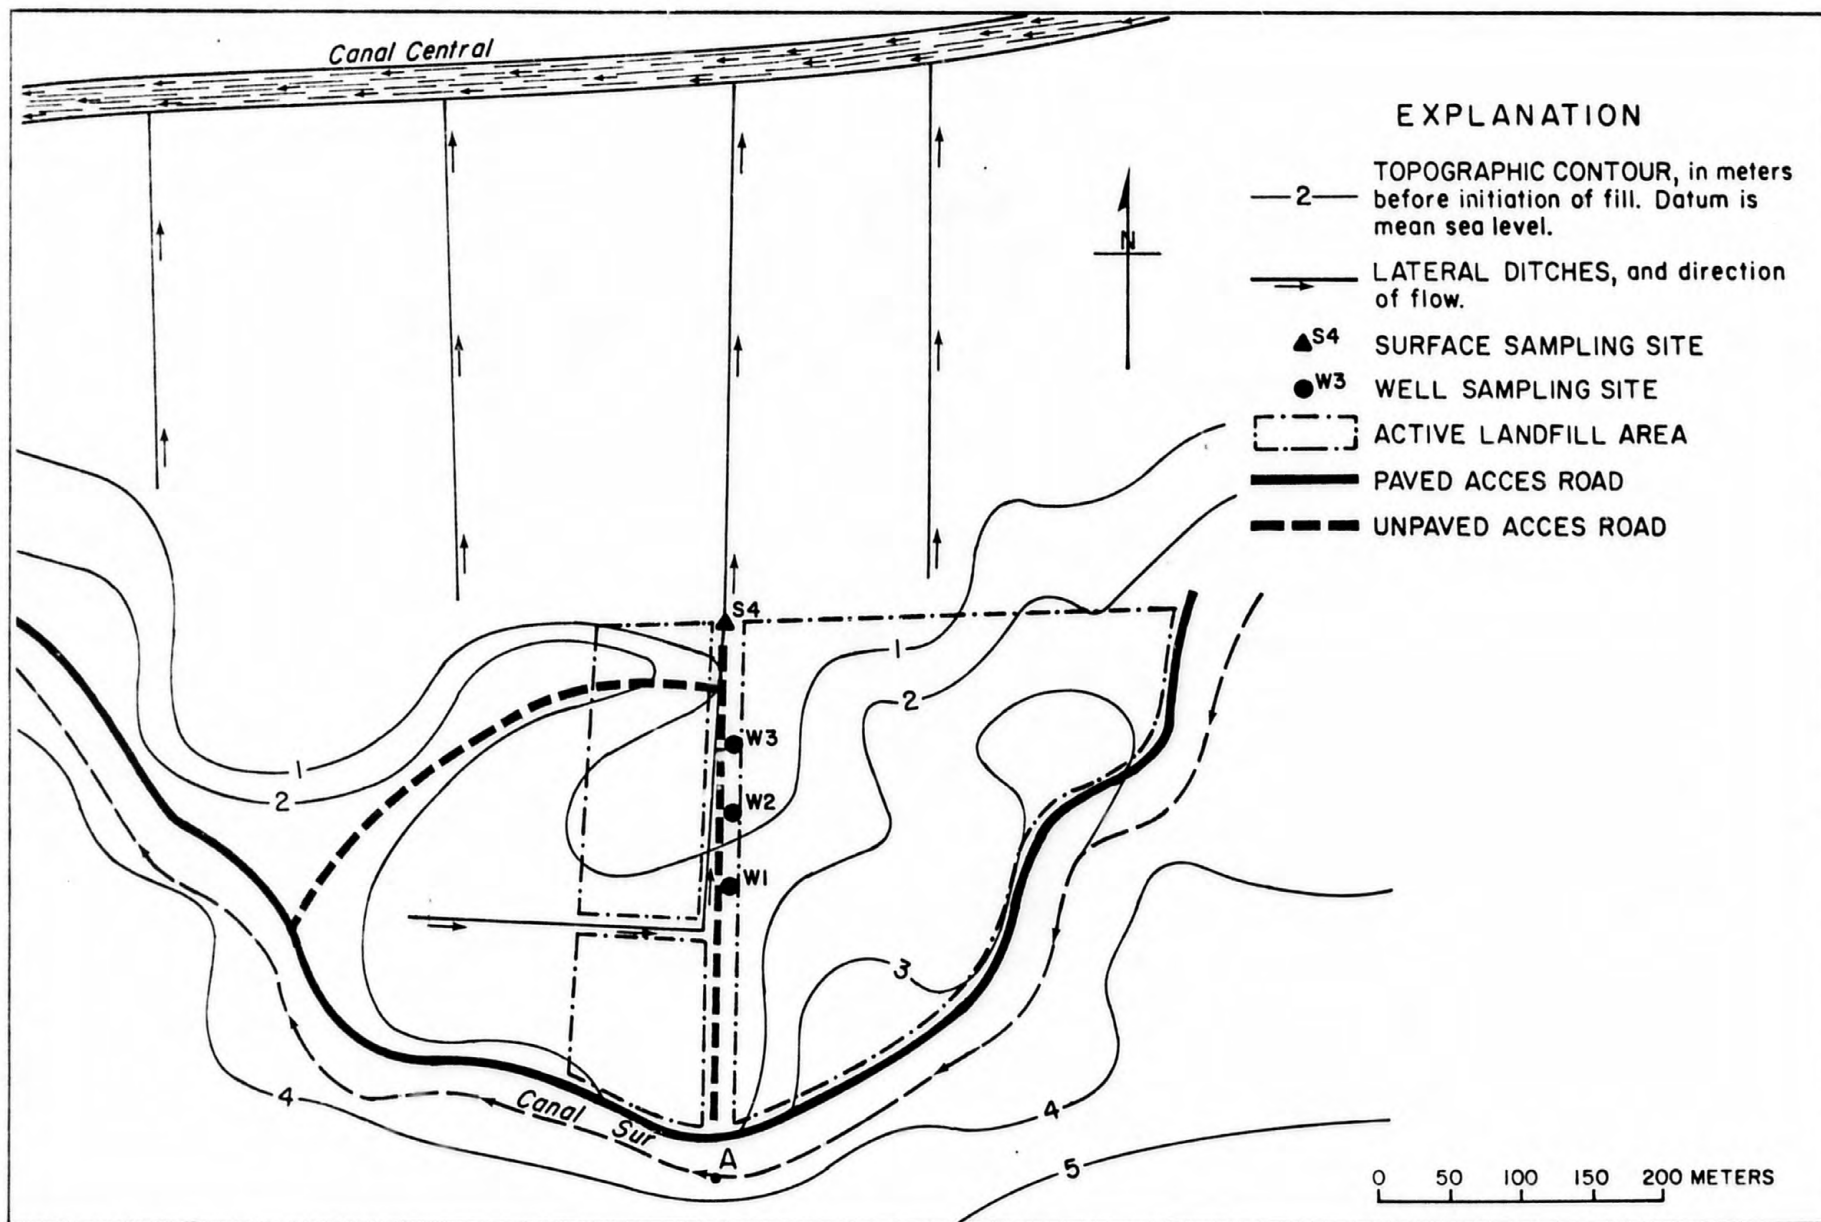 Canal Central
EXPLANATION
2
TOPOGRAPHIC CONTOUR, in meters
before initiation of fill. Datum is
mean sea level.
N
LATERAL DITCHES, and direction
of flow.
S4
SURFACE SAMPLING SITE
W3
WELL SAMPLING SITE
ACTIVE LANDFILL AREA
PAVED ACCES ROAD
UNPAVED ACCES ROAD
S4
1
2
W3
1
2
W2
W1
3
4
Canal Sur
4
A
5
0 50 100 150 200 METERS